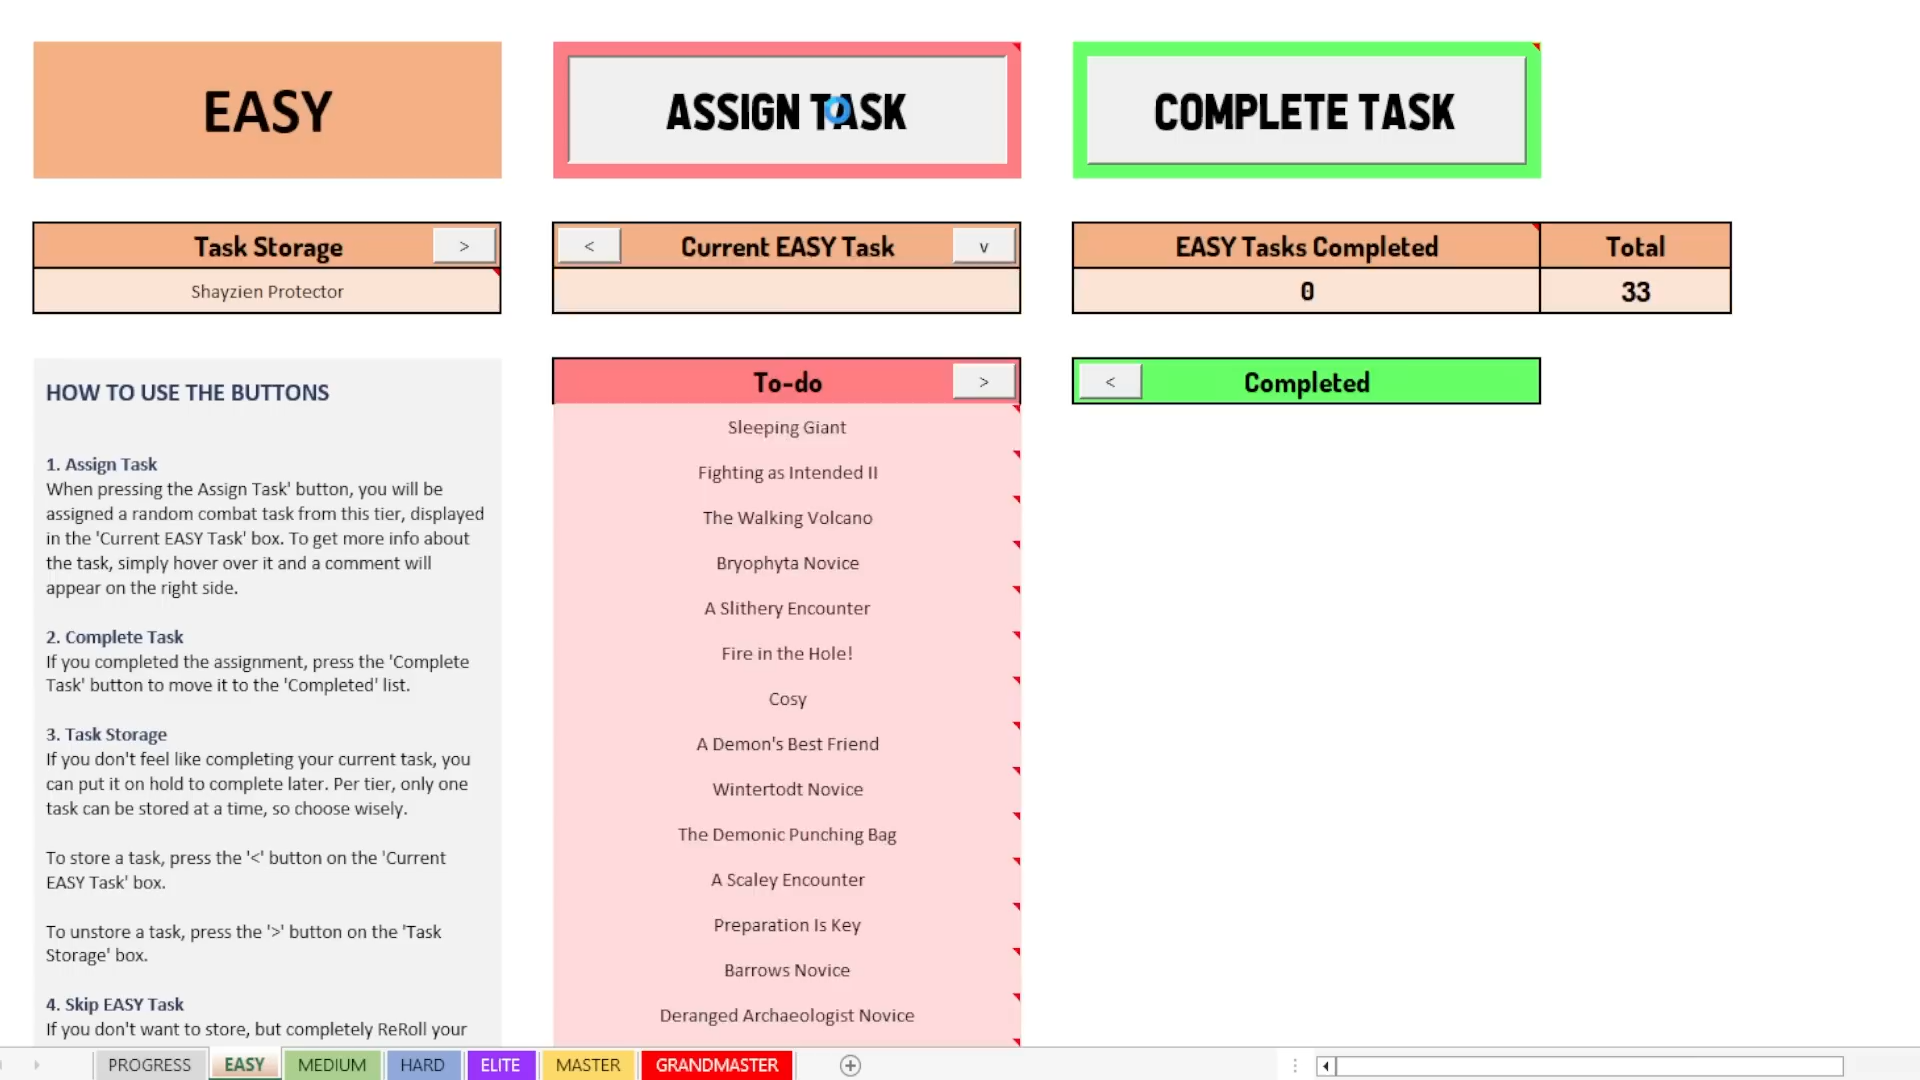 EASY
ASSIGN TASK
COMPLETE TASK
Task Storage
>
Shayzien Protector
<
Current EASY Task
v
EASY Tasks Completed
Total
0
33
HOW TO USE THE BUTTONS
1. Assign Task
When pressing the Assign Task' button, you will be
assigned a random combat task from this tier, displayed
in the 'Current EASY Task' box. To get more info about
the task, simply hover over it and a comment will
appear on the right side.
2. Complete Task
If you completed the assignment, press the 'Complete
Task' button to move it to the 'Completed' list.
3. Task Storage
If you don't feel like completing your current task, you
can put it on hold to complete later. Per tier, only one
task can be stored at a time, so choose wisely.
To store a task, press the '<' button on the 'Current
EASY Task' box.
To unstore a task, press the '>' button on the 'Task
Storage' box.
4. Skip EASY Task
If you don't want to store, but completely ReRoll your
To-do
>
Sleeping Giant
Fighting as Intended II
The Walking Volcano
Bryophyta Novice
A Slithery Encounter
Fire in the Hole!
Cosy
A Demon's Best Friend
Wintertodt Novice
The Demonic Punching Bag
A Scaley Encounter
Preparation Is Key
Barrows Novice
Deranged Archaeologist Novice
<
Completed
PROGRESS
EASY
MEDIUM
HARD
ELITE
MASTER
GRANDMASTER